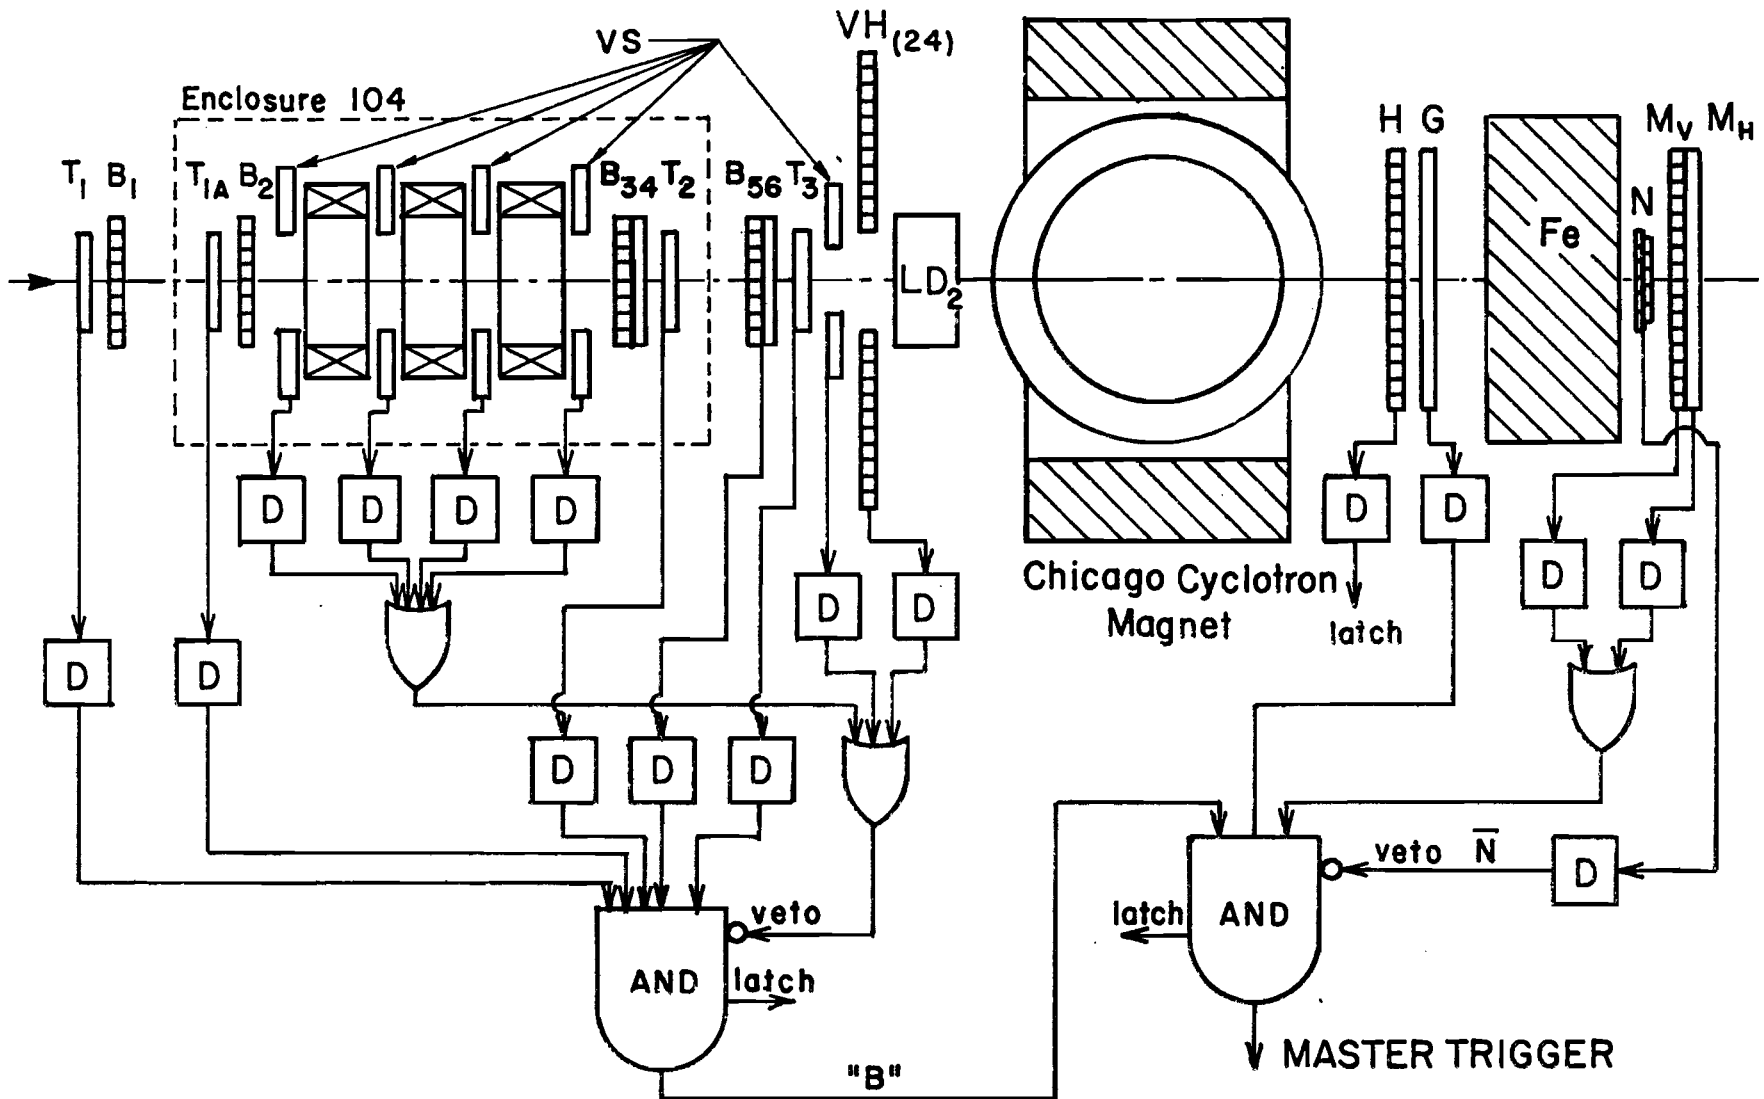 VS
VH(24)
Enclosure 104
T1 B1 T1A B2 B34 T2 B56 T3
H G MV MH
N
LD2
Fe
D D D D
D D
Chicago Cyclotron
Magnet
D D
latch
D D
D D
D D D
veto N̅
D
AND
latch
veto
AND
latch
"B"
MASTER TRIGGER